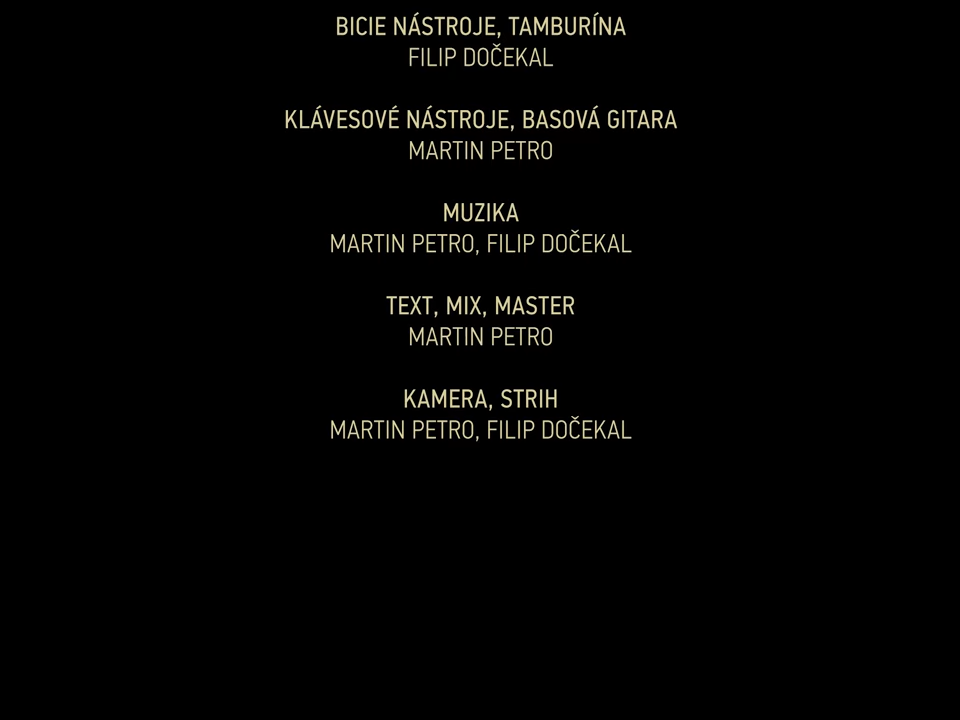 BICIE NÁSTROJE, TAMBURÍNA
FILIP DOČEKAL
KLÁVESOVÉ NÁSTROJE, BASOVÁ GITARA
MARTIN PETRO
MUZIKA
MARTIN PETRO, FILIP DOČEKAL
TEXT, MIX, MASTER
MARTIN PETRO
KAMERA, STRIH
MARTIN PETRO, FILIP DOČEKAL